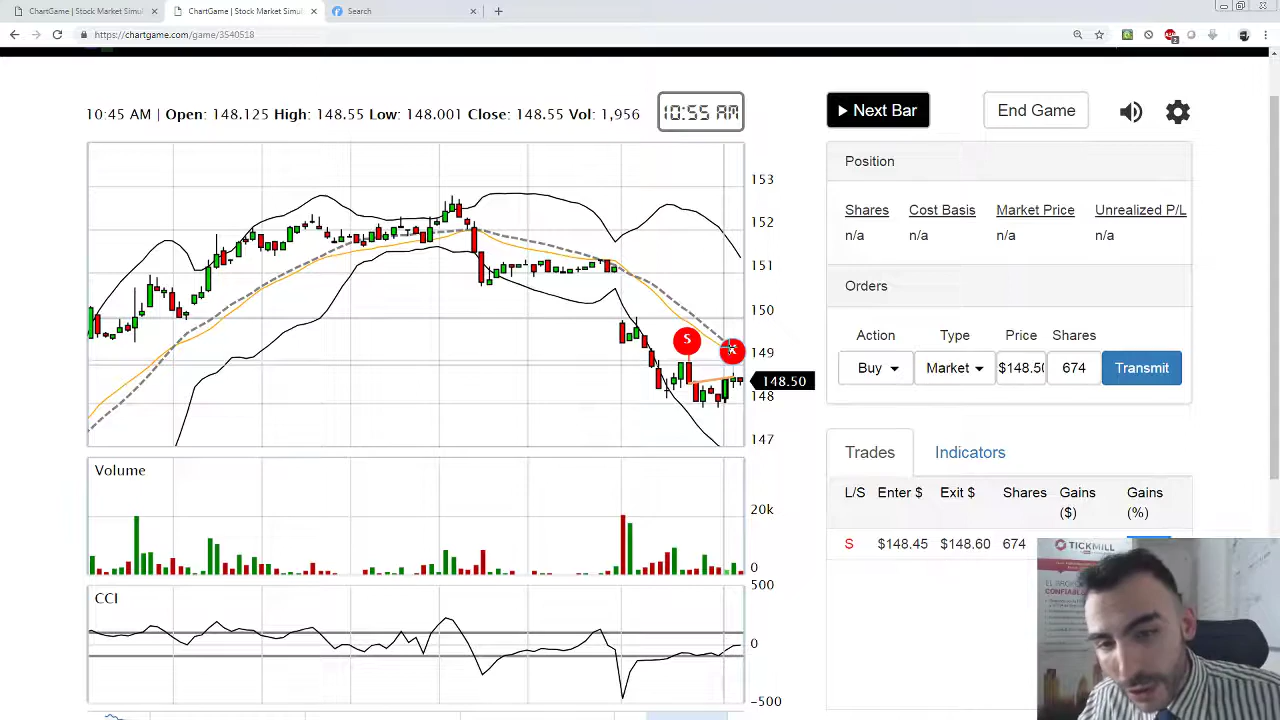 ChartGame | Stock Market Simul
ChartGame | Stock Market Simul
Search
https://chartgame.com/game/3540518
10:45 AM | Open: 148.125 High: 148.55 Low: 148.001 Close: 148.55 Vol: 1,956
10:55 AM
Next Bar
End Game
Position
Shares Cost Basis Market Price Unrealized P/L
n/a n/a n/a n/a
Orders
Action Type Price Shares
Buy Market $148.50 674 Transmit
Trades Indicators
L/S Enter $ Exit $ Shares Gains ($) Gains (%)
S $148.45 $148.60 674
153
152
151
150
149
148.50
148
147
S
Volume
20k
0
CCI
500
0
-500
TICKMILL
CONFIABLE